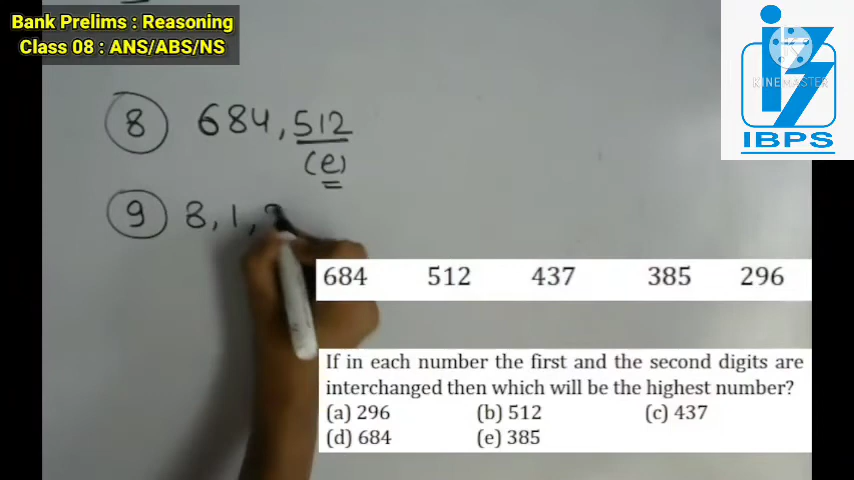 Bank Prelims : Reasoning
Class 08 : ANS/ABS/NS
KINEMASTER
IBPS
8 684, 512
(e)
9 8, 1,
684 512 437 385 296
If in each number the first and the second digits are
interchanged then which will be the highest number?
(a) 296 (b) 512 (c) 437
(d) 684 (e) 385